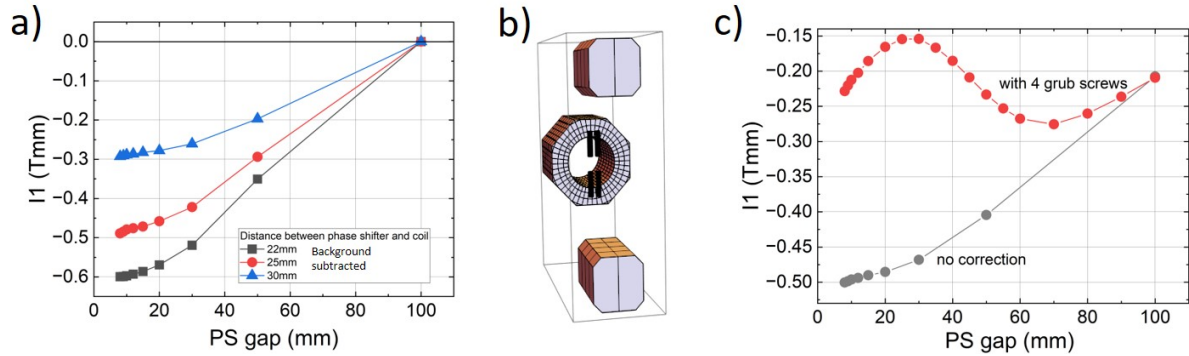 a)
0.0
−0.1
−0.2
−0.3
−0.4
−0.5
−0.6
I1 (Tmm)
Distance between phase shifter and coil
22mm
25mm
30mm
Background
subtracted
0 20 40 60 80 100
PS gap (mm)
b)
c)
−0.15
−0.20
−0.25
−0.30
−0.35
−0.40
−0.45
−0.50
I1 (Tmm)
with 4 grub screws
no correction
0 20 40 60 80 100
PS gap (mm)